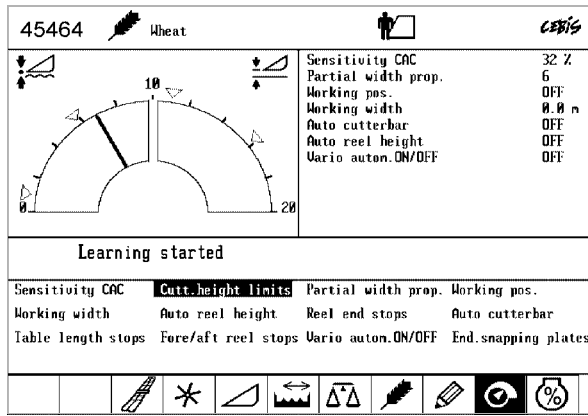 45464 Wheat CEBIS
Sensitivity CAC 32 %
Partial width prop. 6
Working pos. OFF
Working width 0.0 m
Auto cutterbar OFF
Auto reel height OFF
Vario autom.ON/OFF OFF
10
0
20
Learning started
Sensitivity CAC Cutt.height limits Partial width prop. Working pos.
Working width Auto reel height Reel end stops Auto cutterbar
Table length stops Fore/aft reel stops Vario autom.ON/OFF End.snapping plates
%